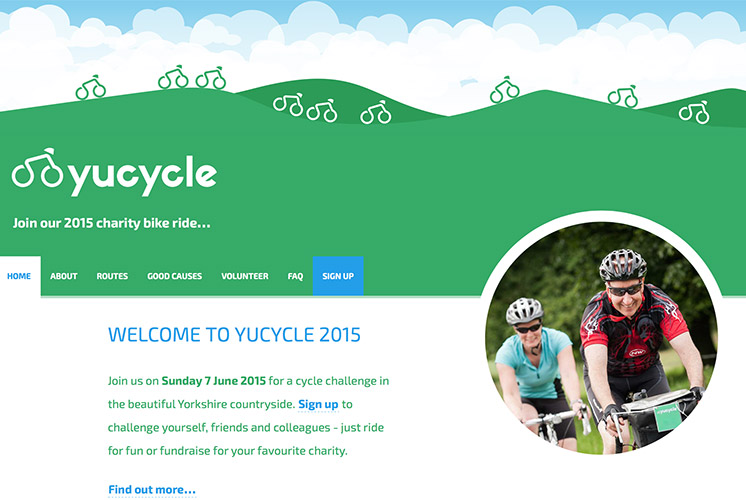 yucycle
Join our 2015 charity bike ride...
HOME ABOUT ROUTES GOOD CAUSES VOLUNTEER FAQ SIGN UP
WELCOME TO YUCYCLE 2015
Join us on Sunday 7 June 2015 for a cycle challenge in
the beautiful Yorkshire countryside. Sign up to
challenge yourself, friends and colleagues - just ride
for fun or fundraise for your favourite charity.
Find out more...
yucycle